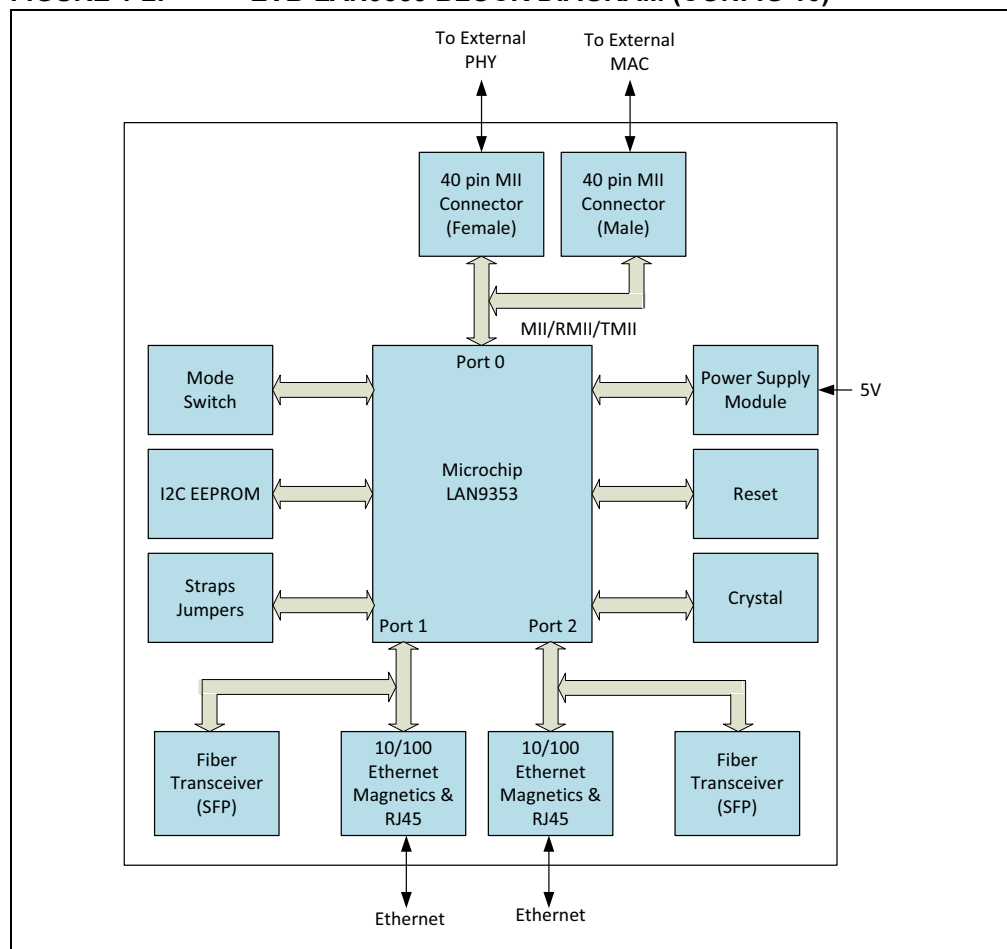 To External
PHY
To External
MAC
40 pin MII
Connector
(Female)
40 pin MII
Connector
(Male)
MII/RMII/TMII
Port 0
Mode
Switch
Power Supply
Module
5V
I2C EEPROM
Microchip
LAN9353
Reset
Straps
Jumpers
Crystal
Port 1
Port 2
Fiber
Transceiver
(SFP)
10/100
Ethernet
Magnetics &
RJ45
10/100
Ethernet
Magnetics &
RJ45
Fiber
Transceiver
(SFP)
Ethernet
Ethernet